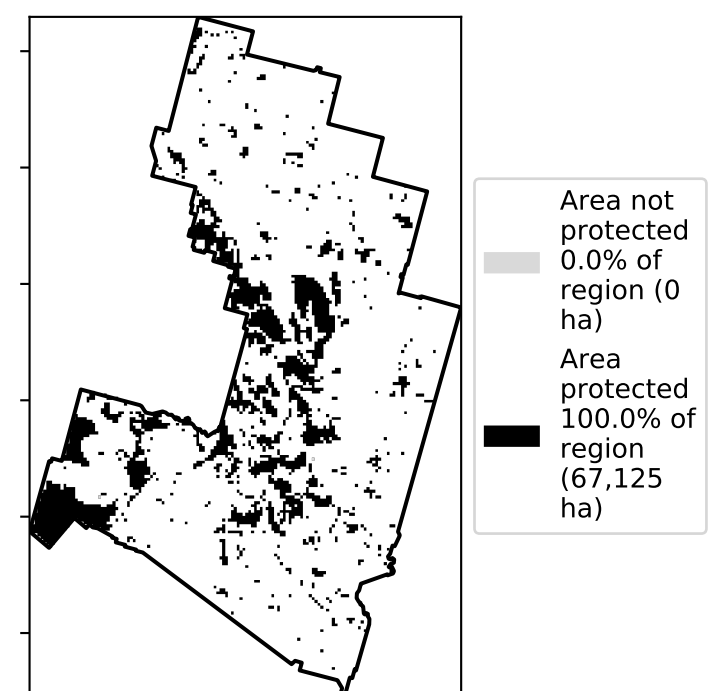 Area not
protected
0.0% of
region (0
ha)
Area
protected
100.0% of
region
(67,125
ha)